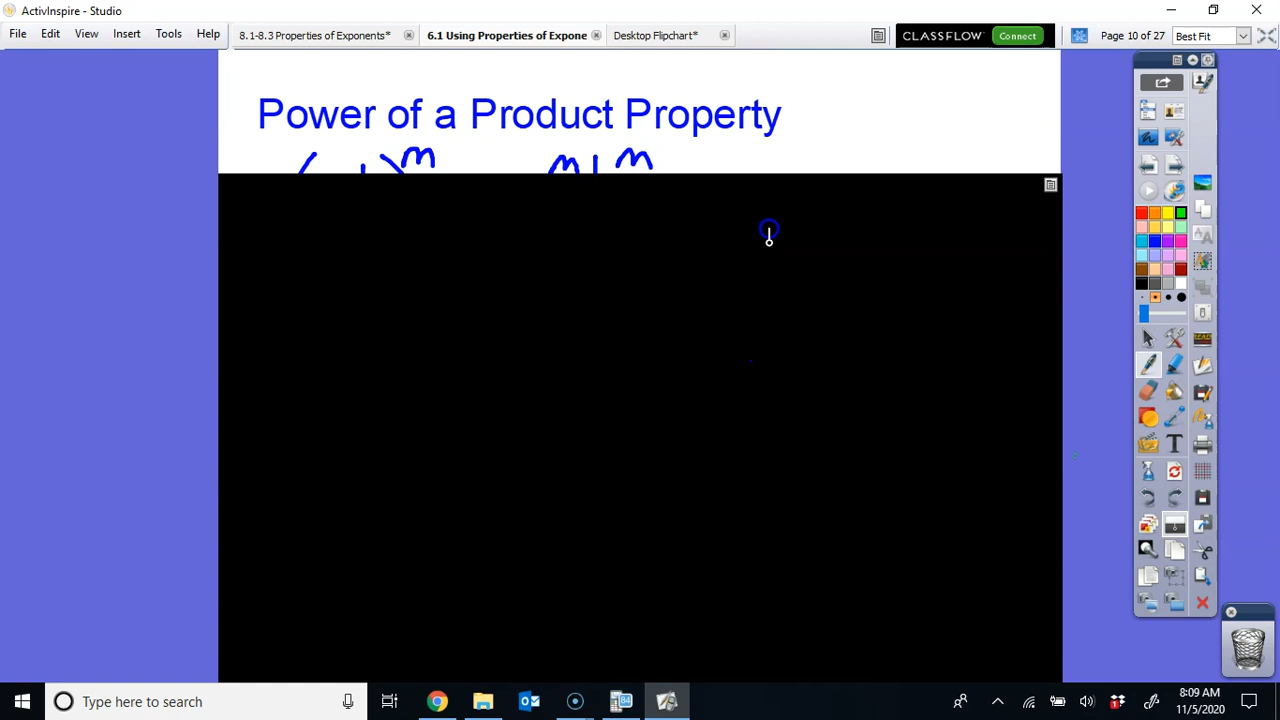 ActivInspire - Studio
File Edit View Insert Tools Help
8.1-8.3 Properties of Exponents*
6.1 Using Properties of Expone
Desktop Flipchart*
CLASSFLOW Connect
Page 10 of 27
Best Fit
Power of a Product Property
m m m
Type here to search
8:09 AM
11/5/2020